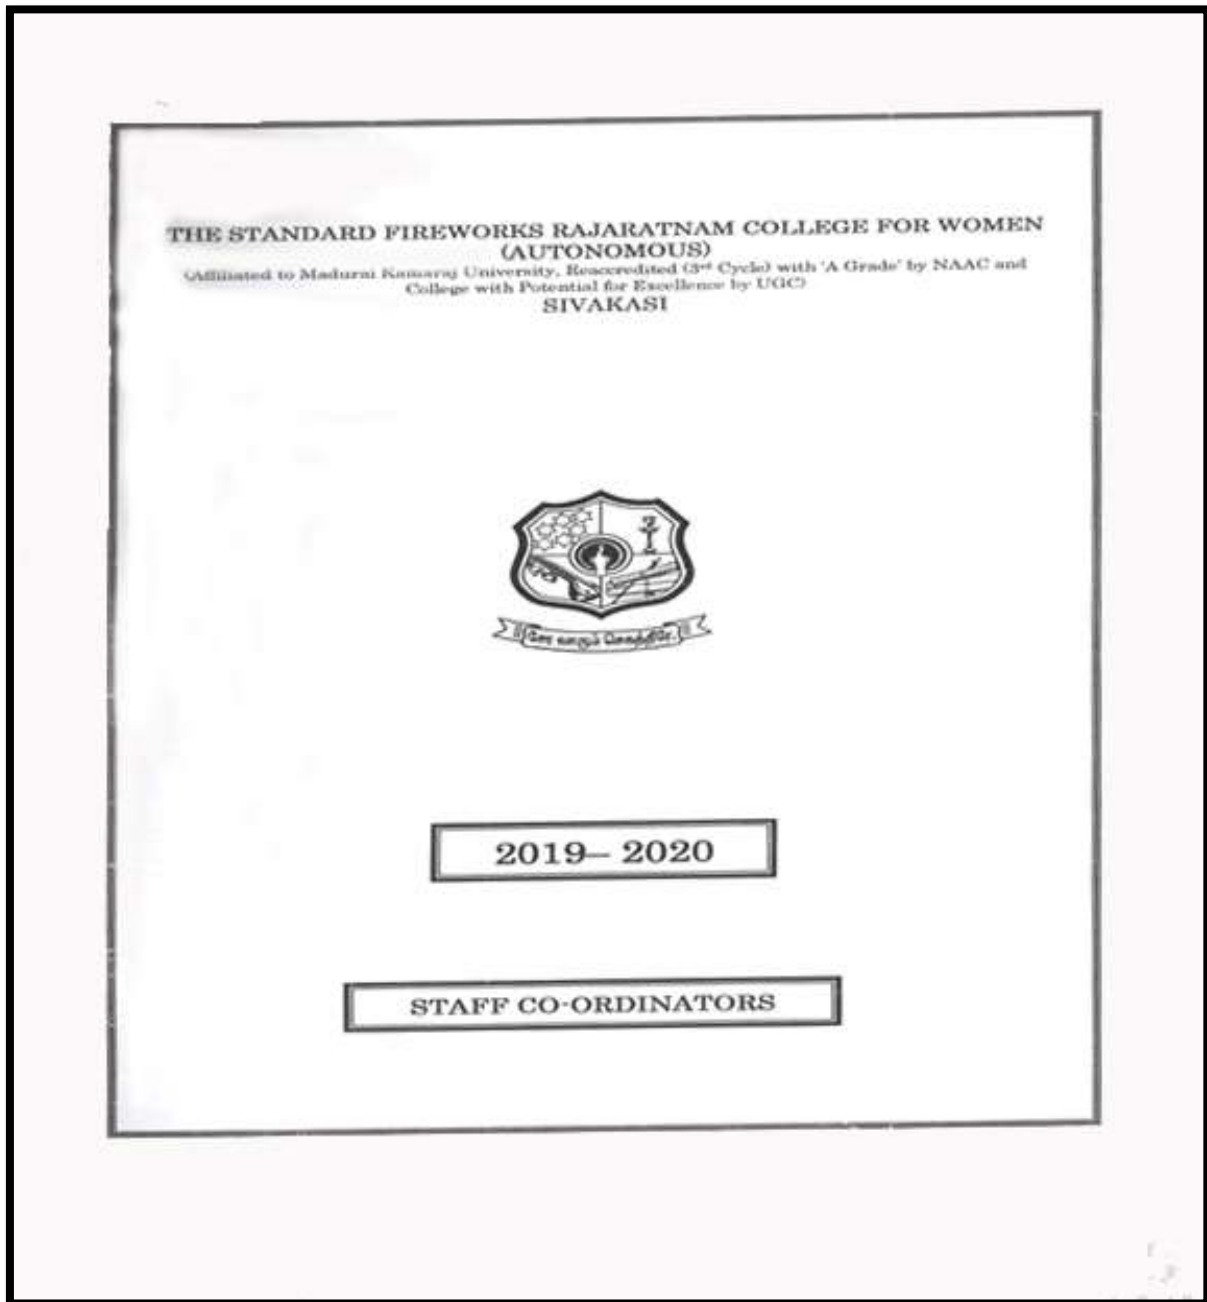 THE STANDARD FIREWORKS RAJARATNAM COLLEGE FOR WOMEN
(AUTONOMOUS)
(Affiliated to Madurai Kamaraj University, Reaccredited (3rd Cycle) with 'A Grade' by NAAC and
College with Potential for Excellence by UGC)
SIVAKASI
2019– 2020
STAFF CO-ORDINATORS